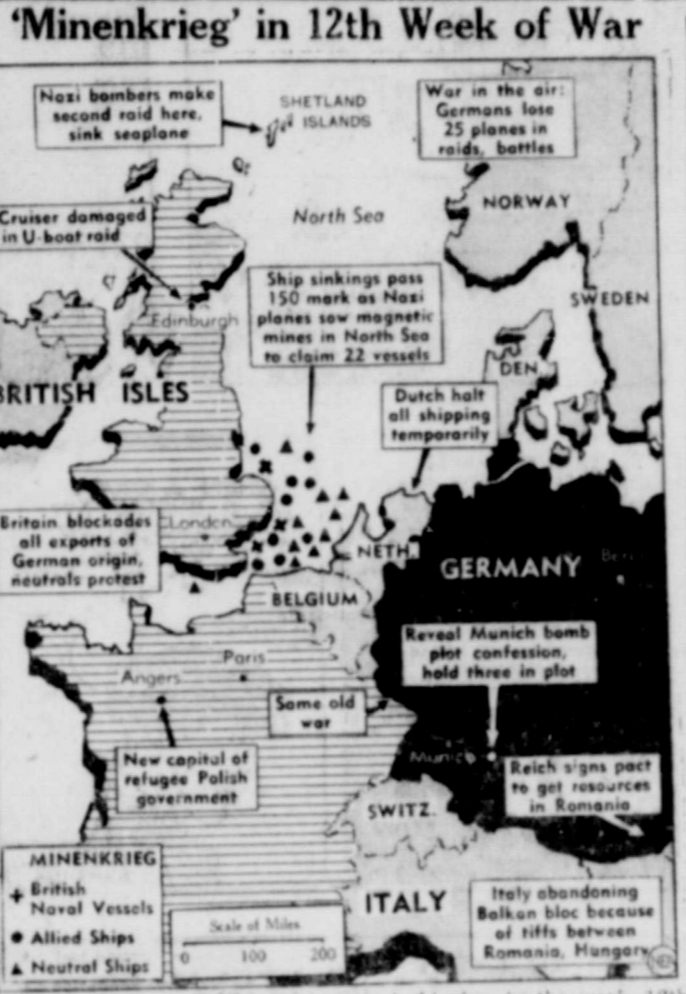 'Minenkrieg' in 12th Week of War
Nazi bombers make
second raid here,
sink seaplane
SHETLAND
ISLANDS
War in the air:
Germans lose
25 planes in
raids, battles
NORWAY
North Sea
Cruiser damaged
in U-boat raid
Ship sinkings pass
150 mark as Nazi
planes sow magnetic
mines in North Sea
to claim 22 vessels
SWEDEN
Edinburgh
DEN.
BRITISH ISLES
Dutch halt
all shipping
temporarily
Britain blockades
all exports of
German origin,
neutrals protest
London
NETH.
GERMANY
BELGIUM
Reveal Munich bomb
plot confession,
hold three in plot
Paris
Angers
Same old
war
New capital of
refugee Polish
government
Munich
Reich signs pact
to get resources
in Romania
SWITZ.
MINENKRIEG
+ British
Naval Vessels
● Allied Ships
▲ Neutral Ships
Scale of Miles
0 100 200
ITALY
Italy abandoning
Balkan bloc because
of tiffs between
Romania, Hungary